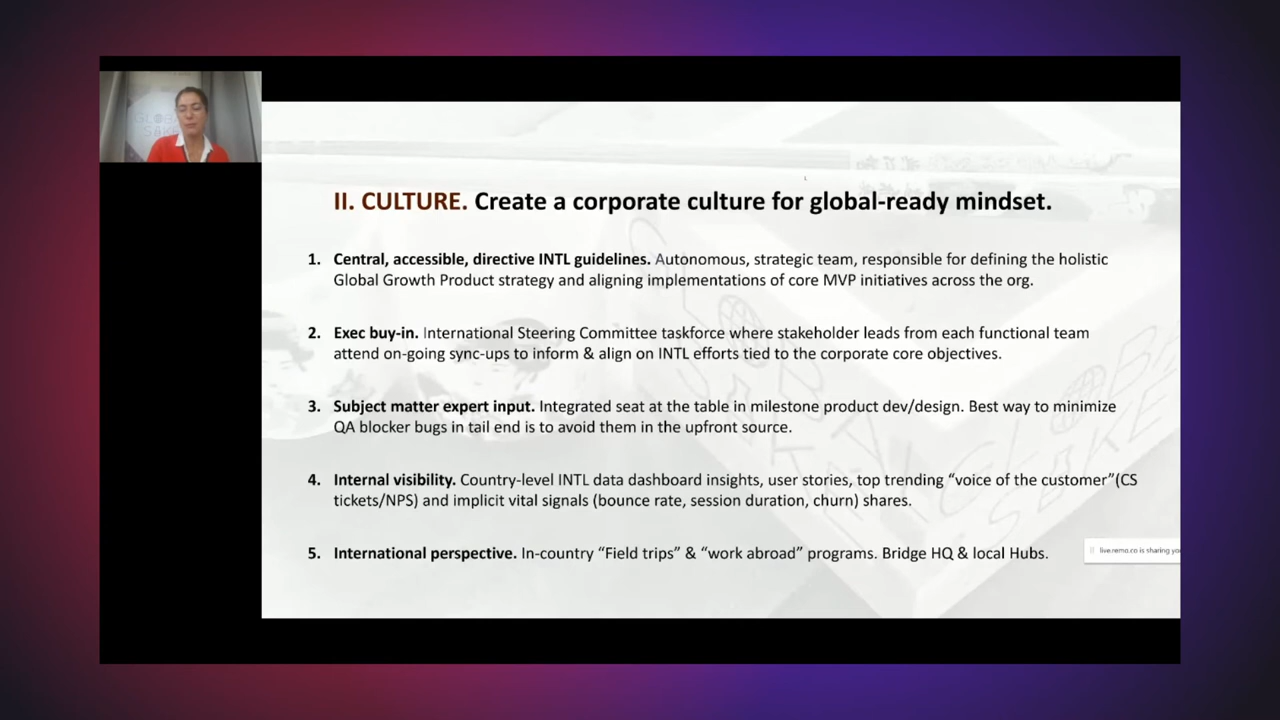 II. CULTURE. Create a corporate culture for global-ready mindset.
1. Central, accessible, directive INTL guidelines. Autonomous, strategic team, responsible for defining the holistic
Global Growth Product strategy and aligning implementations of core MVP initiatives across the org.
2. Exec buy-in. International Steering Committee taskforce where stakeholder leads from each functional team
attend on-going sync-ups to inform & align on INTL efforts tied to the corporate core objectives.
3. Subject matter expert input. Integrated seat at the table in milestone product dev/design. Best way to minimize
QA blocker bugs in tail end is to avoid them in the upfront source.
4. Internal visibility. Country-level INTL data dashboard insights, user stories, top trending “voice of the customer”(CS
tickets/NPS) and implicit vital signals (bounce rate, session duration, churn) shares.
5. International perspective. In-country “Field trips” & “work abroad” programs. Bridge HQ & local Hubs.
live.remo.co is sharing
GLOBAL
SAKE